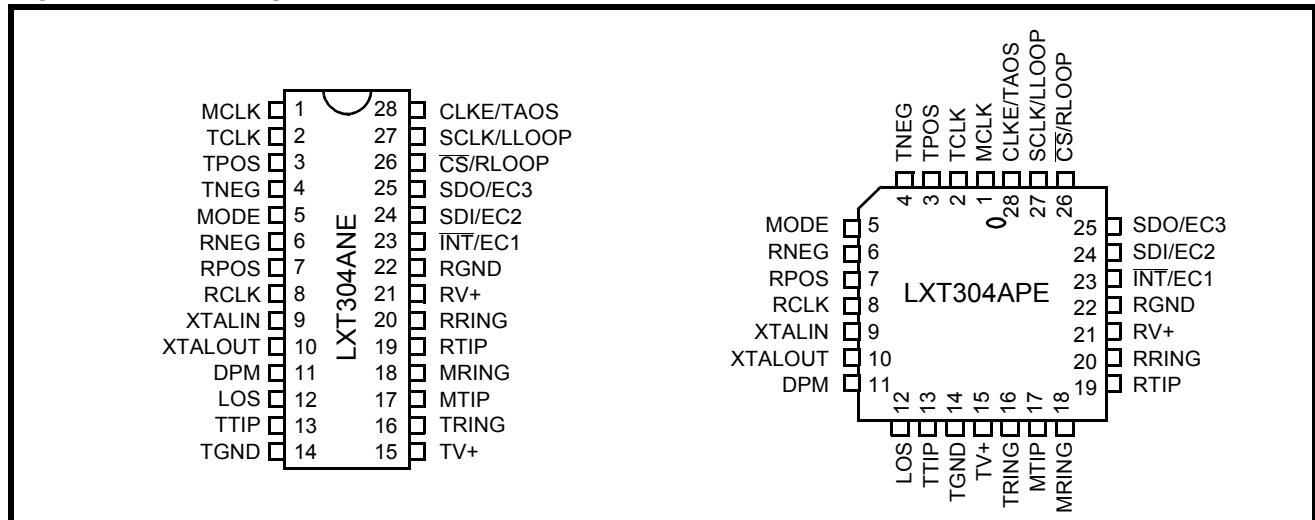 MCLK 1 28 CLKE/TAOS
TCLK 2 27 SCLK/LLOOP
TPOS 3 26 C̅S̅/RLOOP
TNEG 4 25 SDO/EC3
MODE 5 24 SDI/EC2
RNEG 6 23 I̅N̅T̅/EC1
RPOS 7 22 RGND
RCLK 8 21 RV+
XTALIN 9 20 RRING
XTALOUT 10 19 RTIP
DPM 11 18 MRING
LOS 12 17 MTIP
TTIP 13 16 TRING
TGND 14 15 TV+
LXT304ANE
TNEG TPOS TCLK MCLK CLKE/TAOS SCLK/LLOOP C̅S̅/RLOOP
4 3 2 1 28 27 26
MODE 5 25 SDO/EC3
RNEG 6 24 SDI/EC2
RPOS 7 23 I̅N̅T̅/EC1
RCLK 8 22 RGND
XTALIN 9 21 RV+
XTALOUT 10 20 RRING
DPM 11 19 RTIP
LXT304APE
12 13 14 15 16 17 18
LOS TTIP TGND TV+ TRING MTIP MRING